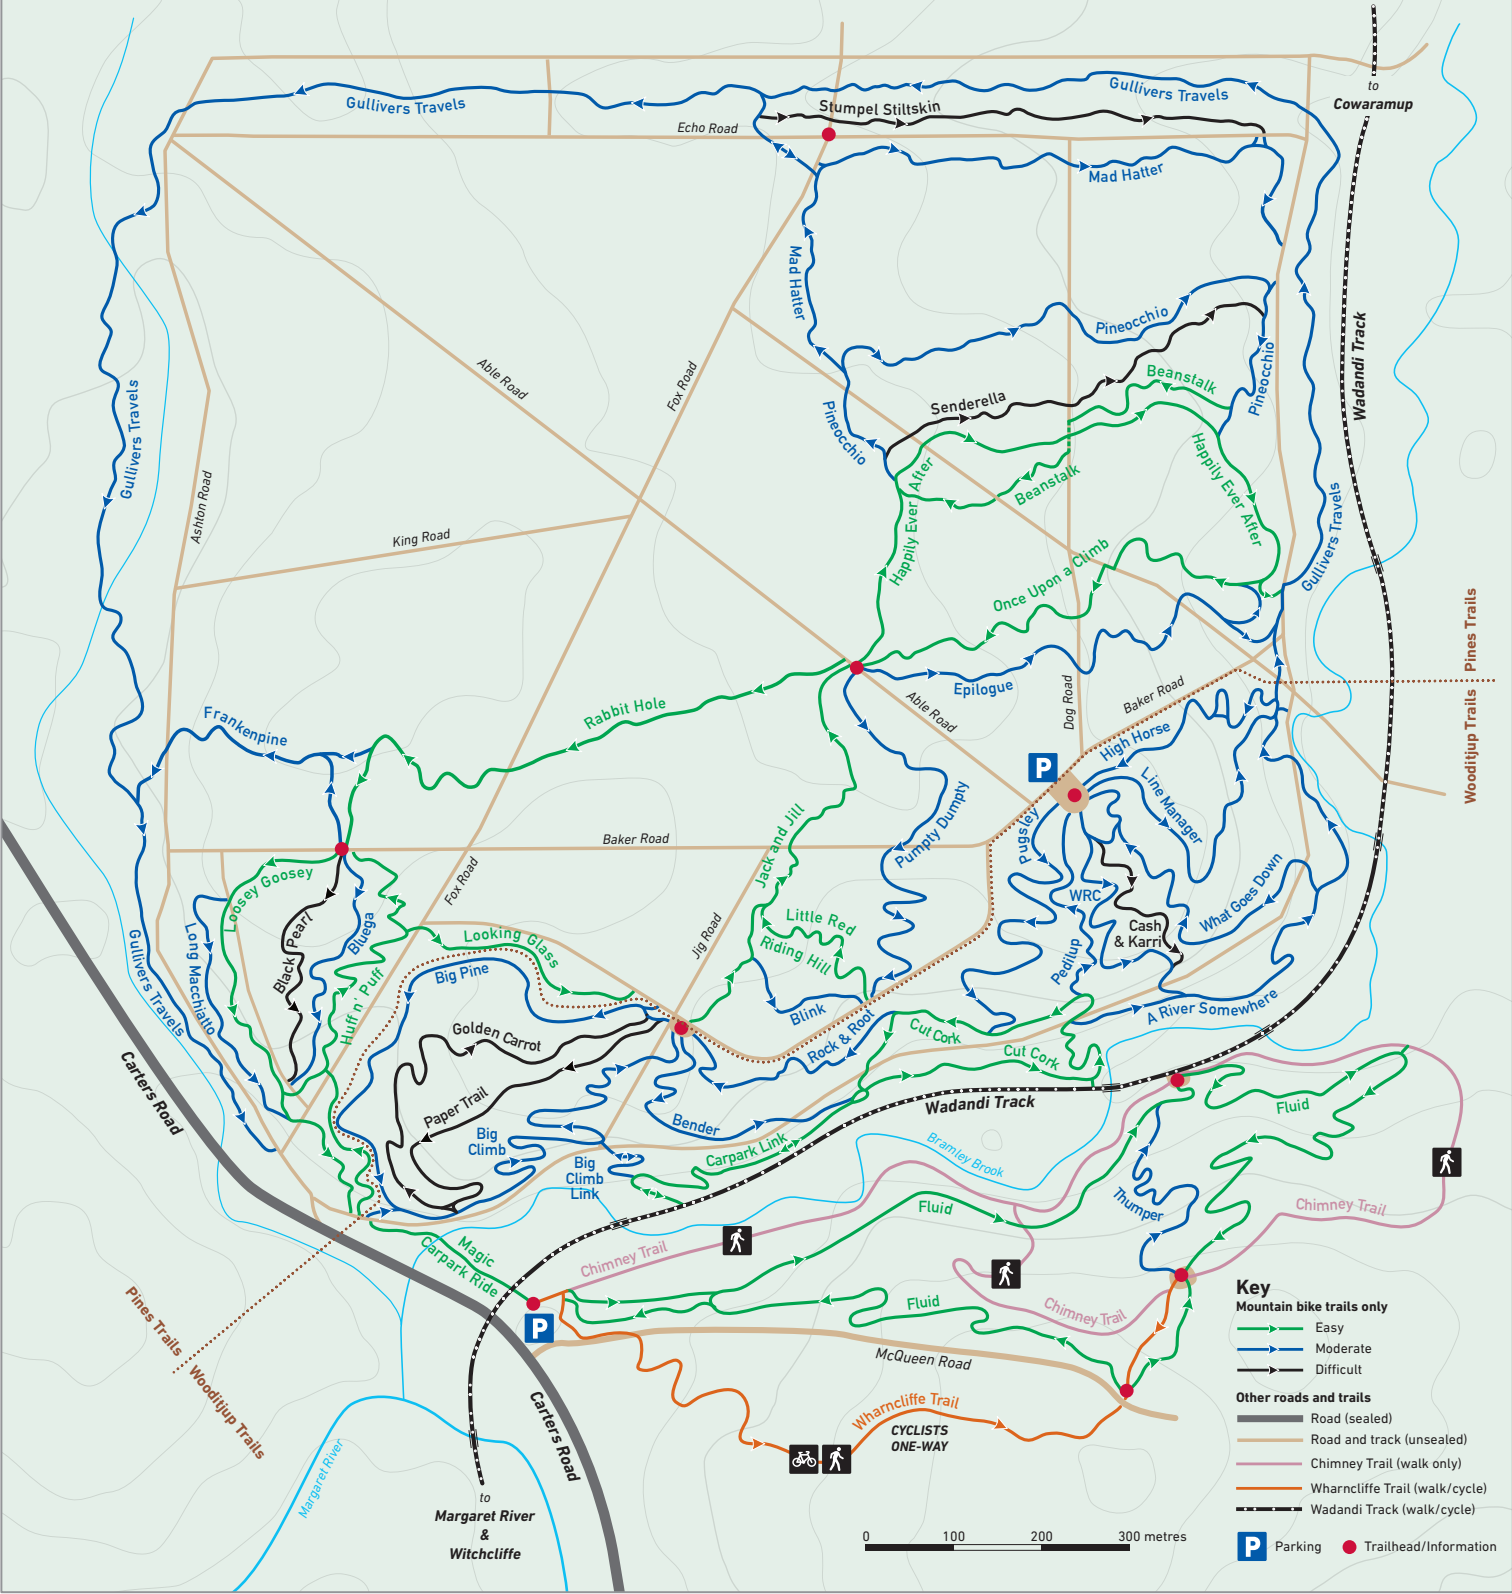 to
Cowaramup
Gullivers Travels
Gullivers Travels
Stumpel Stiltskin
Echo Road
Mad Hatter
Mad Hatter
Pineocchio
Wadandi Track
Able Road
Fox Road
Pineocchio
Beanstalk
Senderella
Pineocchio
Gullivers Travels
Happily Ever After
Beanstalk
Happily Ever After
Ashton Road
King Road
Gullivers Travels
Once Upon a Climb
Pines Trails
Wooditjup Trails
Epilogue
Baker Road
Dog Road
Able Road
Rabbit Hole
Frankenpine
High Horse
P
Line Manager
Pumpty Dumpty
Pugsley
Jack and Jill
Baker Road
Fox Road
Loosey Goosey
WRC
What Goes Down
Cash
& Karri
Little Red
Riding Hill
Jig Road
Looking Glass
Black Pearl
Bluega
Long Macchiato
Gullivers Travels
Big Pine
Huff n' Puff
Pedilup
A River Somewhere
Blink
Rock & Root
Cut Cork
Cut Cork
Golden Carrot
Paper Trail
Bender
Wadandi Track
Fluid
Carters Road
Big
Climb
Big
Climb
Link
Carpark Link
Bramley Brook
Thumper
Chimney Trail
Fluid
Magic
Carpark Ride
Chimney Trail
Fluid
Chimney Trail
P
McQueen Road
Pines Trails
Wooditjup Trails
Wharncliffe Trail
CYCLISTS
ONE-WAY
Carters Road
Margaret River
to
Margaret River
&
Witchcliffe
0 100 200 300 metres
Key
Mountain bike trails only
Easy
Moderate
Difficult
Other roads and trails
Road (sealed)
Road and track (unsealed)
Chimney Trail (walk only)
Wharncliffe Trail (walk/cycle)
Wadandi Track (walk/cycle)
P Parking
Trailhead/Information